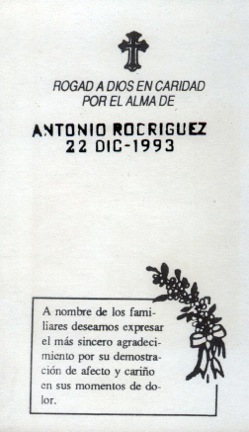 ROGAD A DIOS EN CARIDAD
POR EL ALMA DE
ANTONIO ROCRIGUEZ
22 DIC-1993
A nombre de los fami-
liares deseamos expresar
el más sincero agradeci-
miento por su demostra-
ción de afecto y cariño
en sus momentos de do-
lor.